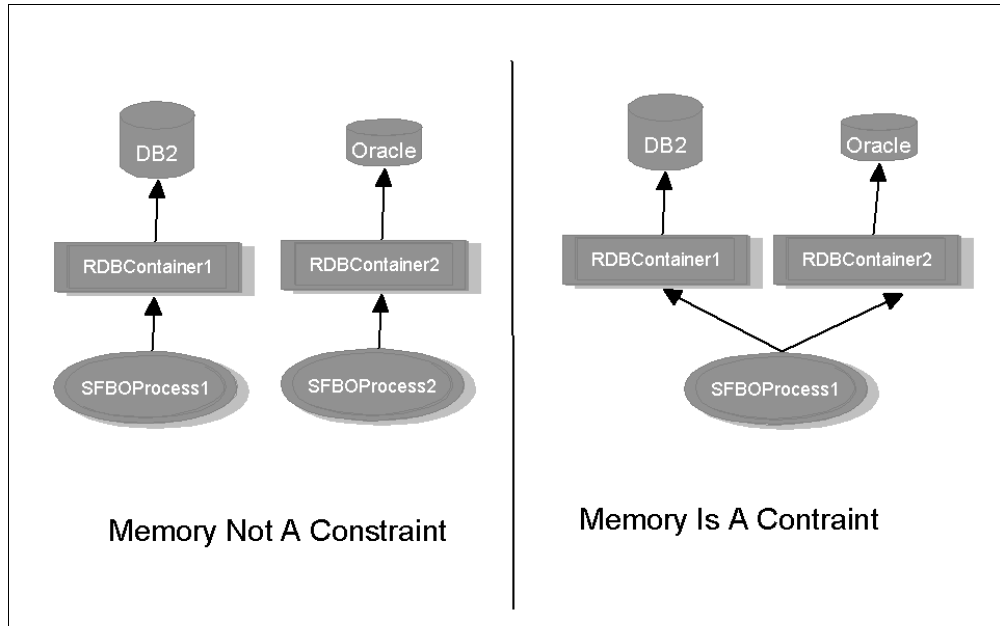 DB2
Oracle
RDBContainer1
RDBContainer2
SFBOProcess1
SFBOProcess2
Memory Not A Constraint
DB2
Oracle
RDBContainer1
RDBContainer2
SFBOProcess1
Memory Is A Contraint